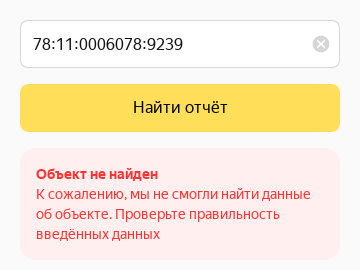 78:11:0006078:9239
Найти отчёт
Объект не найден
К сожалению, мы не смогли найти данные
об объекте. Проверьте правильность
введённых данных